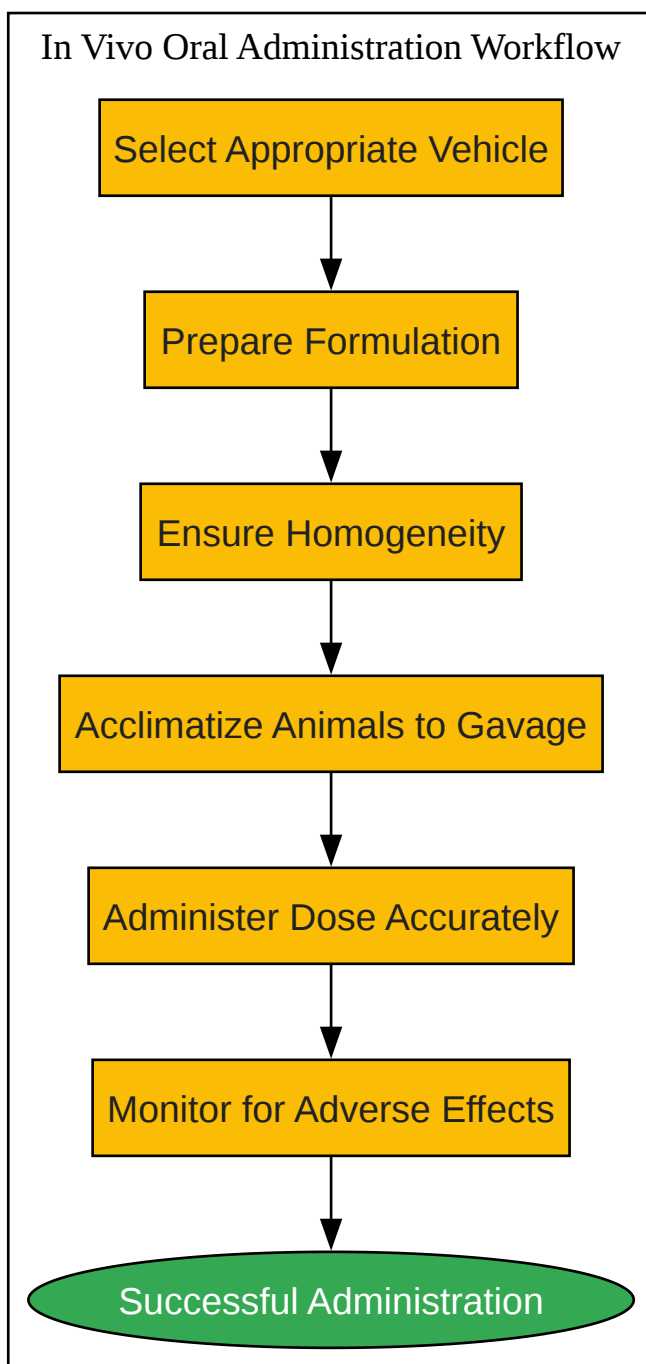 In Vivo Oral Administration Workflow
Select Appropriate Vehicle
Prepare Formulation
Ensure Homogeneity
Acclimatize Animals to Gavage
Administer Dose Accurately
Monitor for Adverse Effects
Successful Administration